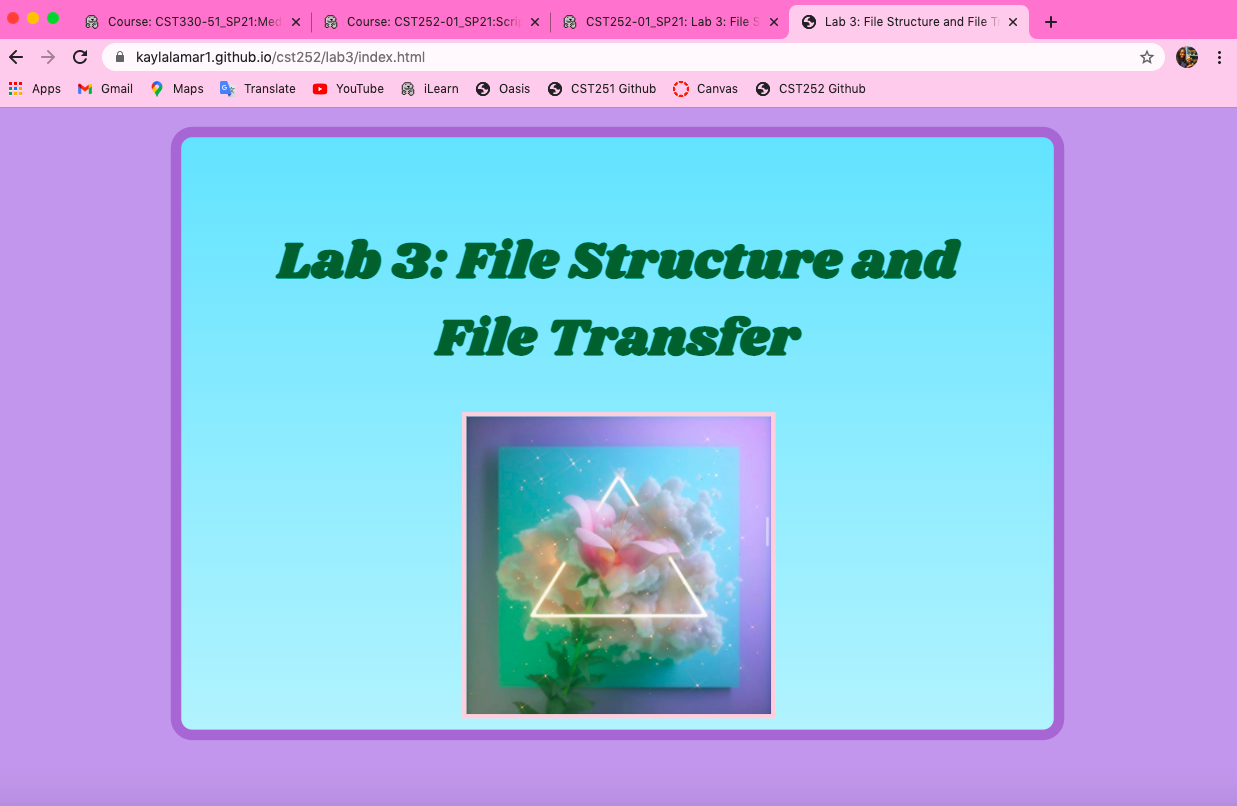 Course: CST330-51_SP21:Med
Course: CST252-01_SP21:Scri
CST252-01_SP21: Lab 3: File S
Lab 3: File Structure and File T
kaylalamar1.github.io/cst252/lab3/index.html
Apps Gmail Maps Translate YouTube iLearn Oasis CST251 Github Canvas CST252 Github
Lab 3: File Structure and
File Transfer